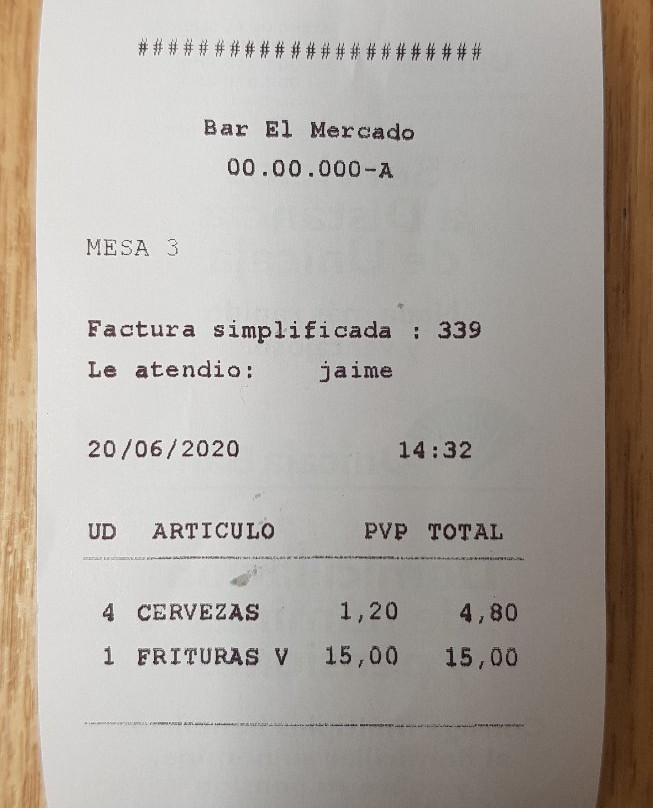 #######################
Bar El Mercado
00.00.000-A
MESA 3
Factura simplificada : 339
Le atendio: jaime
20/06/2020 14:32
UD ARTICULO PVP TOTAL
4 CERVEZAS 1,20 4,80
1 FRITURAS V 15,00 15,00